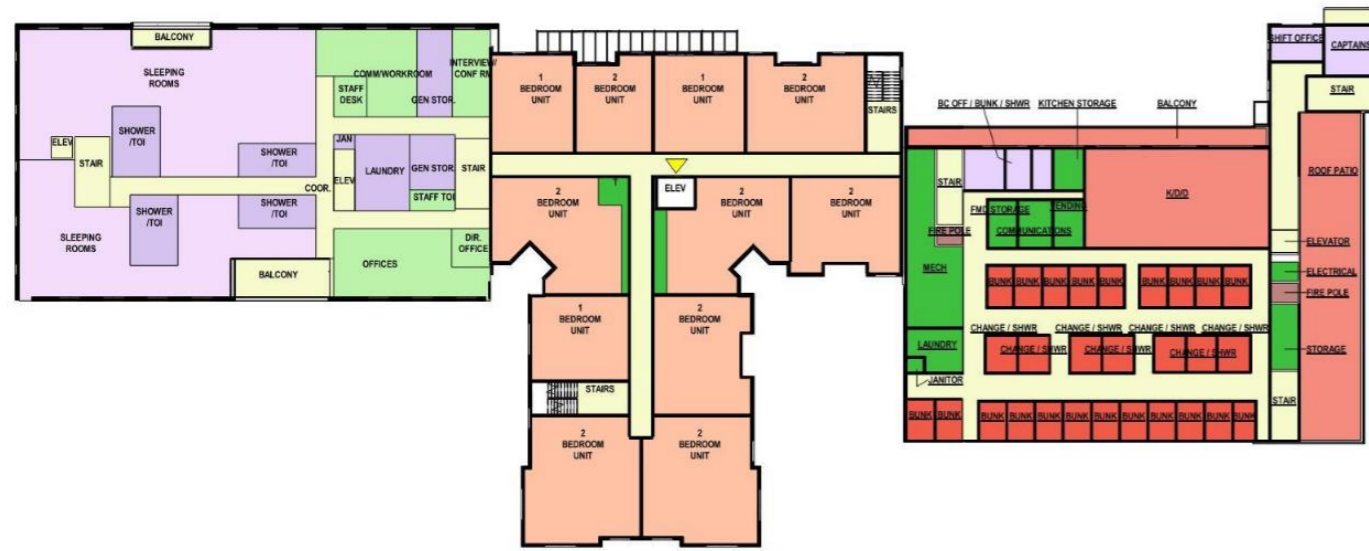 BALCONY
SLEEPING
ROOMS
SHOWER
/TOI
ELEV
STAIR
SHOWER
/TOI
SHOWER
/TOI
SHOWER
/TOI
SLEEPING
ROOMS
BALCONY
COOR.
COMM/WORKROOM
STAFF
DESK
GEN STOR.
INTERVIEW/
CONF RM
JAN
ELEV
LAUNDRY
GEN STOR.
STAFF TOI
STAIR
DIR.
OFFICE
OFFICES
1
BEDROOM
UNIT
2
BEDROOM
UNIT
1
BEDROOM
UNIT
2
BEDROOM
UNIT
STAIRS
2
BEDROOM
UNIT
T
ELEV
2
BEDROOM
UNIT
2
BEDROOM
UNIT
1
BEDROOM
UNIT
2
BEDROOM
UNIT
STAIRS
2
BEDROOM
UNIT
2
BEDROOM
UNIT
SHIFT OFFICE
CAPTAINS
STAIR
BC OFF / BUNK / SHWR
KITCHEN STORAGE
BALCONY
STAIR
K/D/D
ROOF PATIO
FMD STORAGE
COMMUNICATIONS
FIRE POLE
MECH
ELEVATOR
ELECTRICAL
FIRE POLE
BUNK BUNK BUNK BUNK BUNK
BUNK BUNK BUNK BUNK
CHANGE / SHWR CHANGE / SHWR CHANGE / SHWR CHANGE / SHWR
LAUNDRY
CHANGE / SHWR CHANGE / SHWR CHANGE / SHWR
STORAGE
JANITOR
STAIR
BUNK BUNK
BUNK BUNK BUNK BUNK BUNK BUNK BUNK BUNK BUNK BUNK